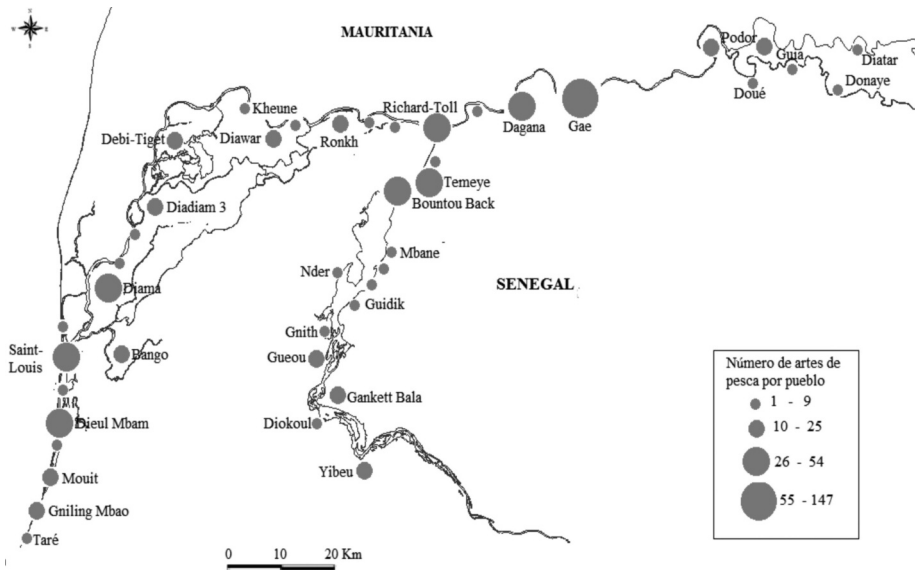 MAURITANIA
Podor
Guia
Diatar
Doué
Donaye
Kheune
Richard-Toll
Dagana
Gae
Debi-Tiget
Diawar
Ronkh
Temeye
Bountou Back
Diadiam 3
Mbane
Nder
SENEGAL
Diama
Guidik
Gnith
Saint-
Louis
Bango
Gueou
Gankett Bala
Dieul Mbam
Diokoul
Yibeu
Mouit
Gniling Mbao
Taré
Número de artes de
pesca por pueblo
1 - 9
10 - 25
26 - 54
55 - 147
0 10 20 Km